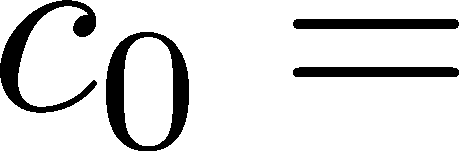 c₀ =